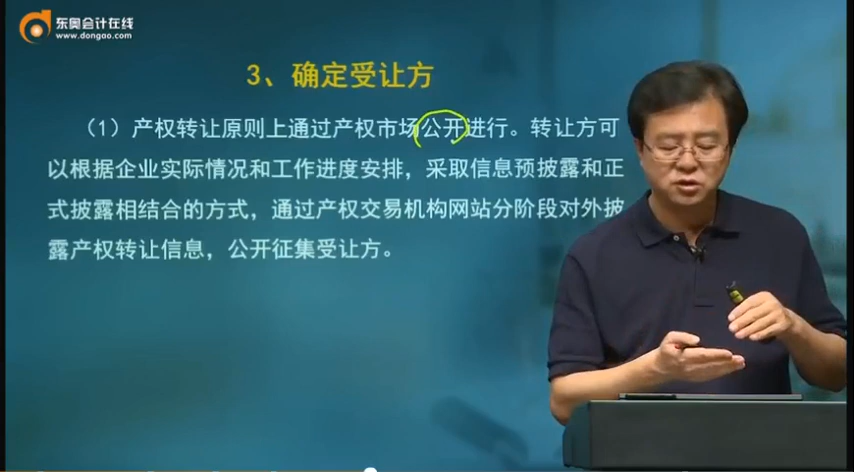 东奥会计在线
www.dongao.com
3、确定受让方
（1）产权转让原则上通过产权市场公开进行。转让方可
以根据企业实际情况和工作进度安排，采取信息预披露和正
式披露相结合的方式，通过产权交易机构网站分阶段对外披
露产权转让信息，公开征集受让方。